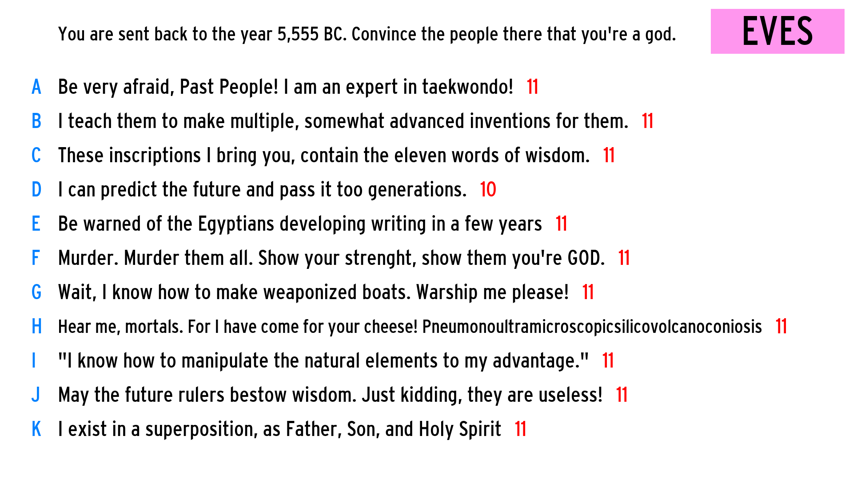 You are sent back to the year 5,555 BC. Convince the people there that you're a god.
EVES
A Be very afraid, Past People! I am an expert in taekwondo! 11
B I teach them to make multiple, somewhat advanced inventions for them. 11
C These inscriptions I bring you, contain the eleven words of wisdom. 11
D I can predict the future and pass it too generations. 10
E Be warned of the Egyptians developing writing in a few years 11
F Murder. Murder them all. Show your strenght, show them you're GOD. 11
G Wait, I know how to make weaponized boats. Warship me please! 11
H Hear me, mortals. For I have come for your cheese! Pneumonoultramicroscopicsilicovolcanoconiosis 11
I "I know how to manipulate the natural elements to my advantage." 11
J May the future rulers bestow wisdom. Just kidding, they are useless! 11
K I exist in a superposition, as Father, Son, and Holy Spirit 11